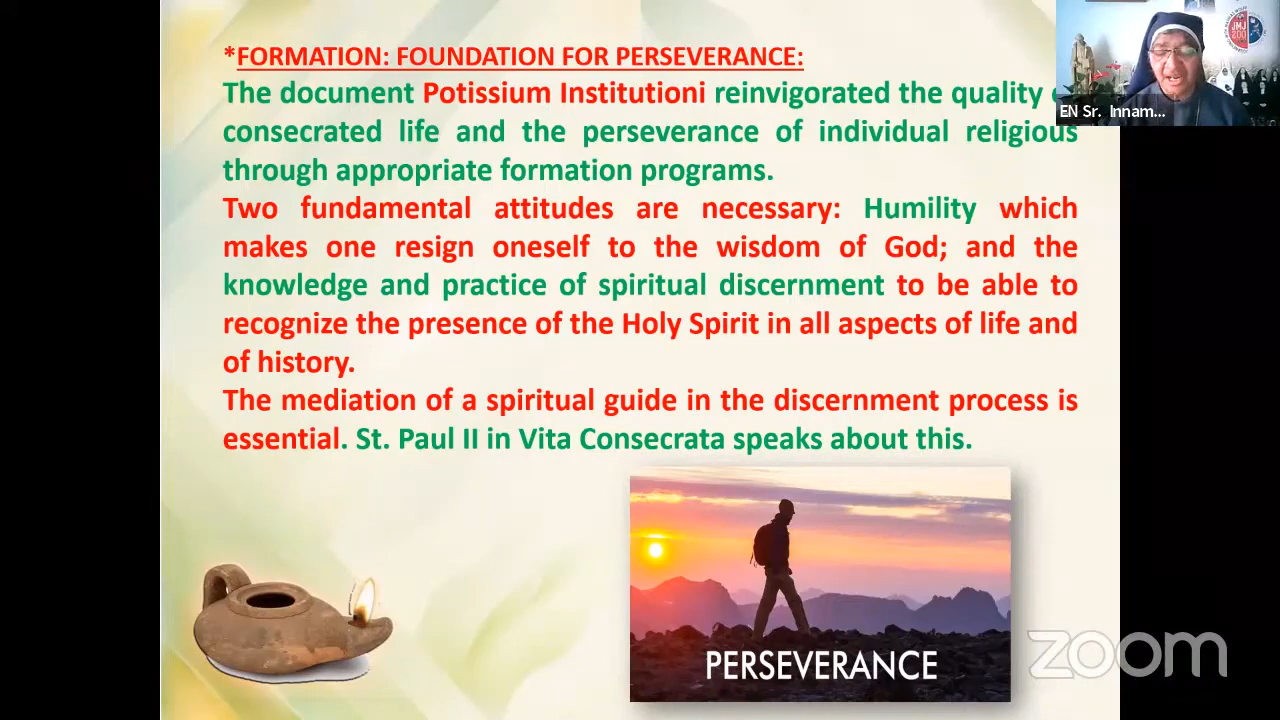 *FORMATION: FOUNDATION FOR PERSEVERANCE:
The document Potissium Institutioni reinvigorated the quality
consecrated life and the perseverance of individual religious
through appropriate formation programs.
Two fundamental attitudes are necessary: Humility which
makes one resign oneself to the wisdom of God; and the
knowledge and practice of spiritual discernment to be able to
recognize the presence of the Holy Spirit in all aspects of life and
of history.
The mediation of a spiritual guide in the discernment process is
essential. St. Paul II in Vita Consecrata speaks about this.
PERSEVERANCE
EN Sr. Innam...
JMJ
200
zoom